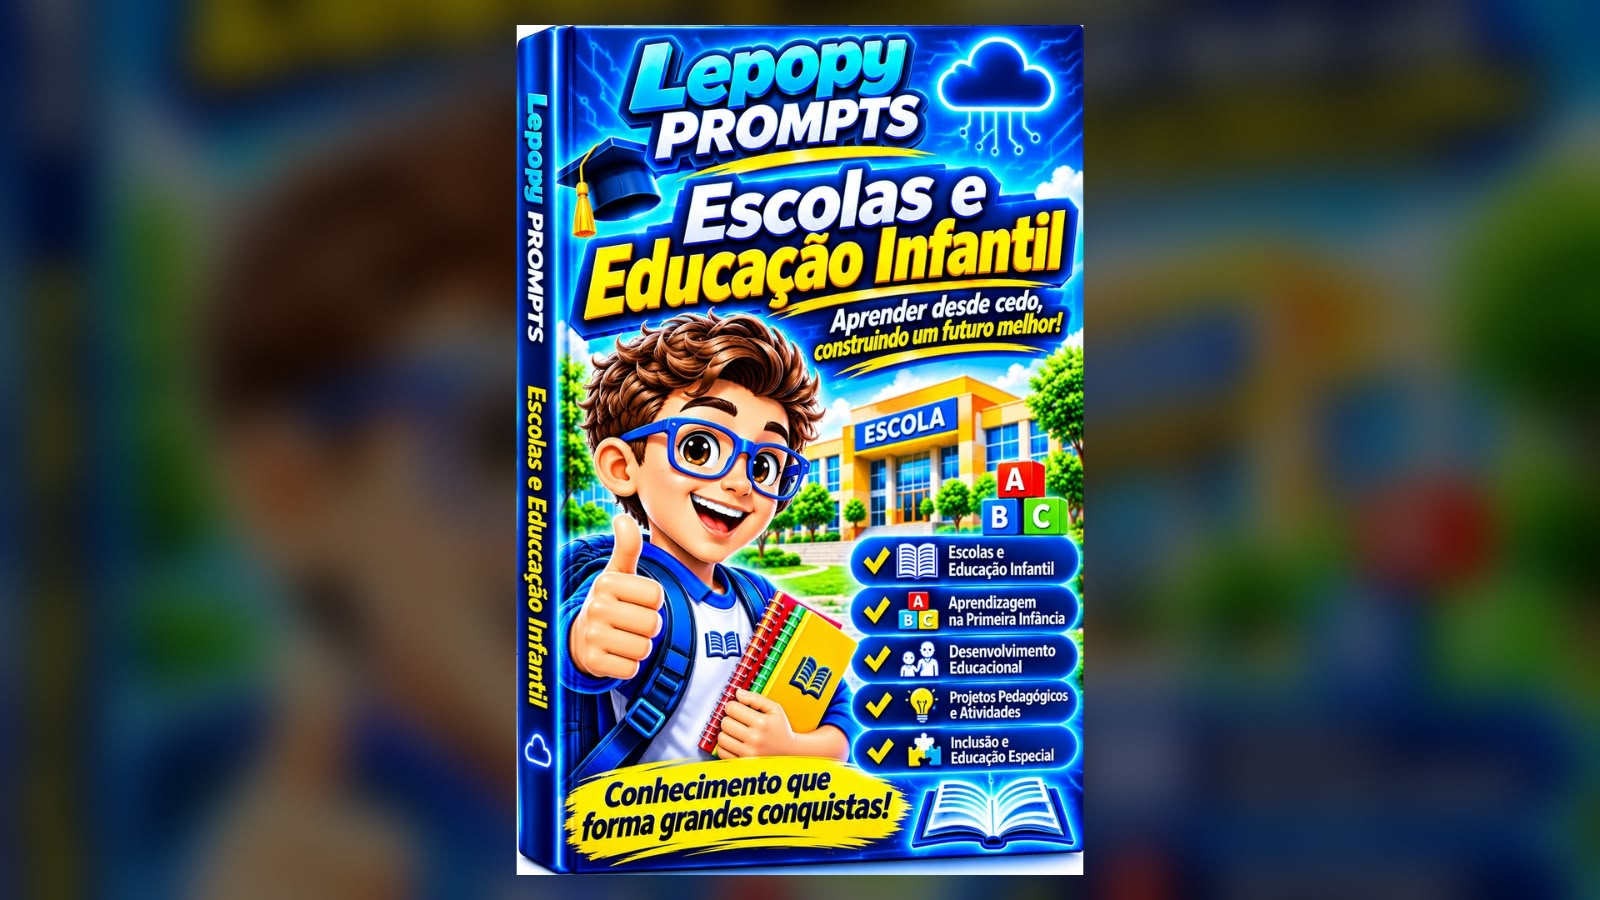 Lepopy
PROMPTS
Escolas e
Educação Infantil
Aprender desde cedo,
construindo um futuro melhor!
ESCOLA
A
B C
Escolas e
Educação Infantil
A
B C
Aprendizagem
na Primeira Infância
Desenvolvimento
Educacional
Projetos Pedagógicos
e Atividades
Inclusão e
Educação Especial
Conhecimento que
forma grandes conquistas!
Lepopy PROMPTS Escolas e Educcação Infantil